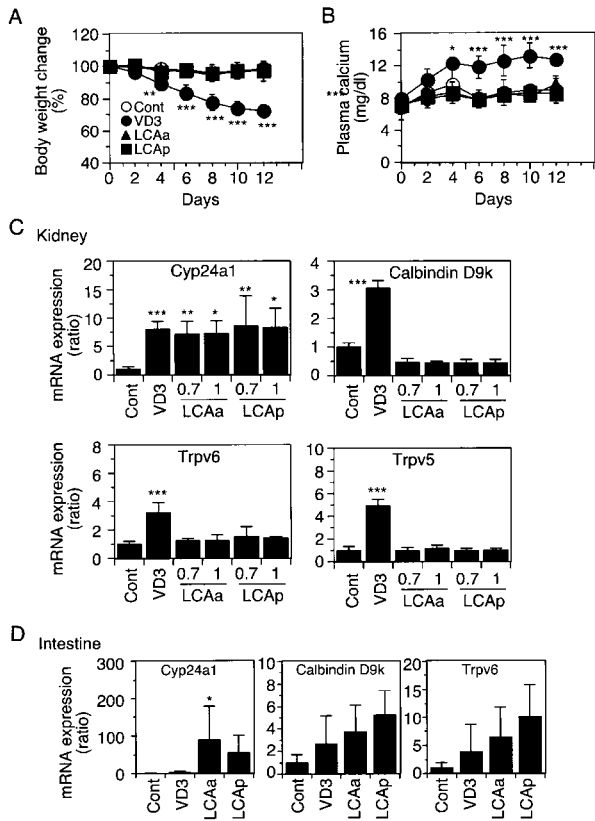 A
Body weight change
(%)
120
100
80
60
40
**
***
***
***
***
Cont
VD3
LCAa
LCAp
0 2 4 6 8 10 12
Days
B
Plasma calcium
(mg/dl)
16
12
8
4
0
*
***
***
***
***
***
0 2 4 6 8 10 12
Days
C Kidney
mRNA expression
(ratio)
Cyp24a1
20
15
10
5
0
***
**
*
**
*
Cont
VD3
0.7 1 0.7 1
LCAa LCAp
Calbindin D9k
4
3
2
1
0
***
Cont
VD3
0.7 1 0.7 1
LCAa LCAp
mRNA expression
(ratio)
Trpv6
8
6
4
2
0
***
Cont
VD3
0.7 1 0.7 1
LCAa LCAp
Trpv5
10
8
6
4
2
0
***
Cont
VD3
0.7 1 0.7 1
LCAa LCAp
D Intestine
mRNA expression
(ratio)
Cyp24a1
300
200
100
0
*
Cont
VD3
LCAa
LCAp
Calbindin D9k
10
8
6
4
2
0
Cont
VD3
LCAa
LCAp
Trpv6
20
15
10
5
0
Cont
VD3
LCAa
LCAp